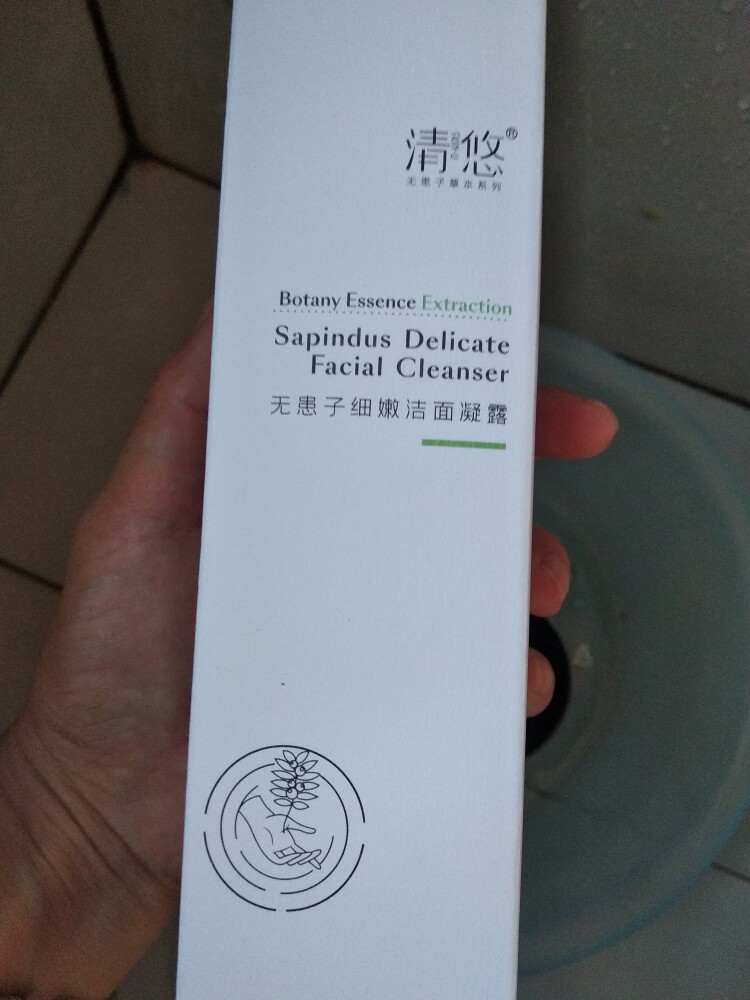 清悠®
无患子草本系列
Botany Essence Extraction
Sapindus Delicate
Facial Cleanser
无患子细嫩洁面凝露